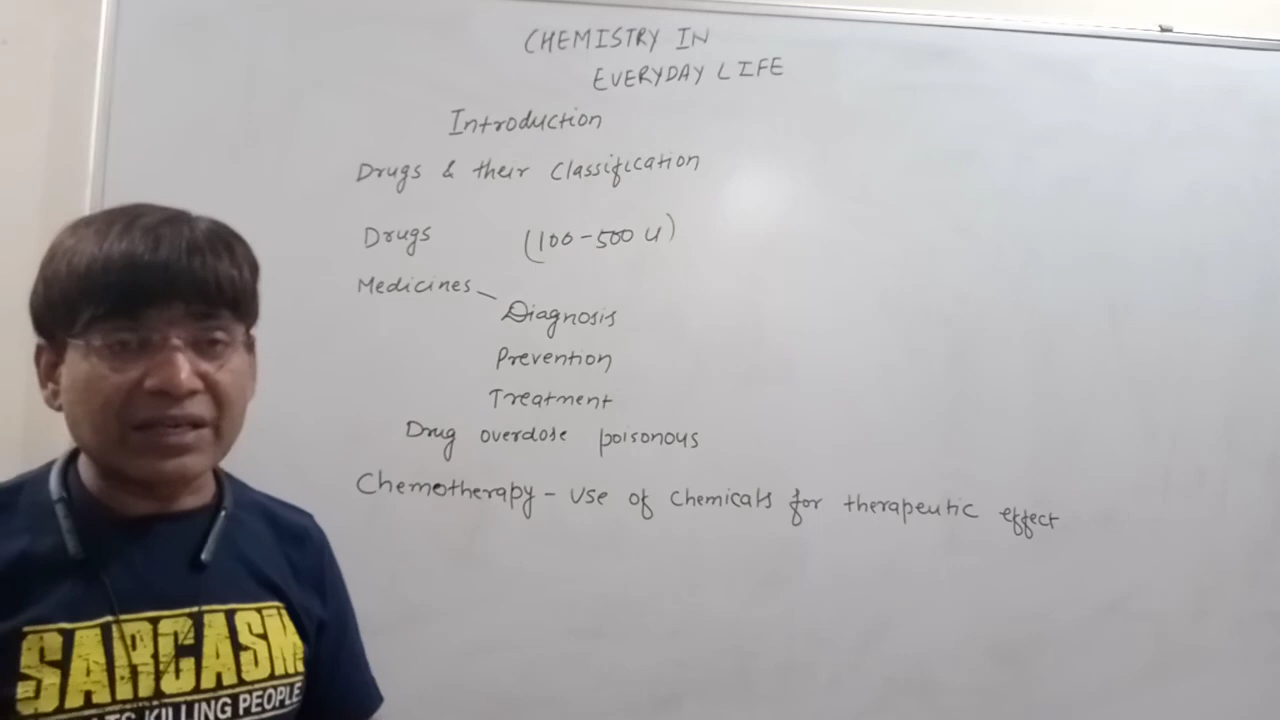 CHEMISTRY IN
EVERYDAY LIFE
Introduction
Drugs & their Classification
Drugs (100-500 u)
Medicines - Diagnosis
Prevention
Treatment
Drug overdose poisonous
Chemotherapy - Use of Chemicals for therapeutic effect
SARCASM
KILLING PEOPLE